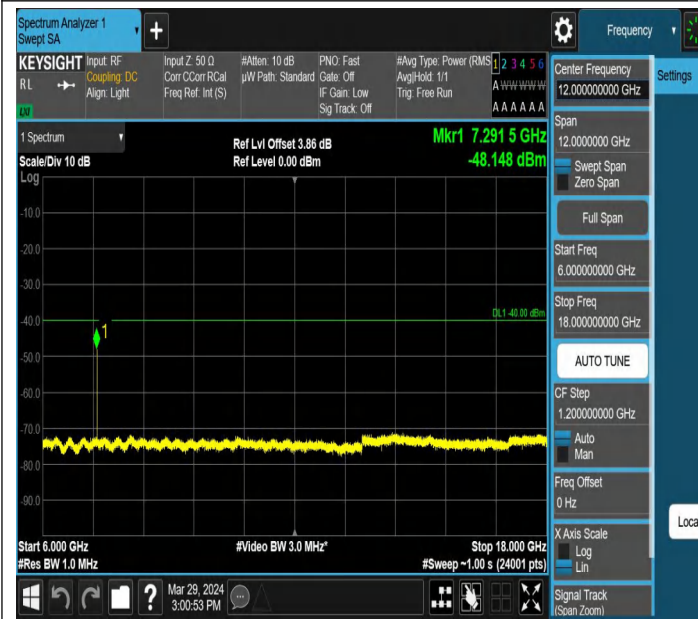 Spectrum Analyzer 1
Swept SA
+
Frequency
KEYSIGHT
RL
Input: RF
Coupling: DC
Align: Light
Input Z: 50 Ω
Corr CCorr RCal
Freq Ref: Int (S)
#Atten: 10 dB
µW Path: Standard
PNO: Fast
Gate: Off
IF Gain: Low
Sig Track: Off
#Avg Type: Power (RMS
Avg|Hold: 1/1
Trig: Free Run
1 2 3 4 5 6
A W W W W W
A A A A A A
1 Spectrum
Scale/Div 10 dB
Log
Ref Lvl Offset 3.86 dB
Ref Level 0.00 dBm
Mkr1 7.291 5 GHz
-48.148 dBm
-10.0
-20.0
-30.0
-40.0
DL1 -40.00 dBm
1
-50.0
-60.0
-70.0
-80.0
-90.0
Start 6.000 GHz
#Res BW 1.0 MHz
#Video BW 3.0 MHz*
Stop 18.000 GHz
#Sweep ~1.00 s (24001 pts)
?
Mar 29, 2024
3:00:53 PM
Center Frequency
12.000000000 GHz
Settings
Span
12.0000000 GHz
Swept Span
Zero Span
Full Span
Start Freq
6.000000000 GHz
Stop Freq
18.000000000 GHz
AUTO TUNE
CF Step
1.200000000 GHz
Auto
Man
Freq Offset
0 Hz
Loca
X Axis Scale
Log
Lin
Signal Track
(Span Zoom)